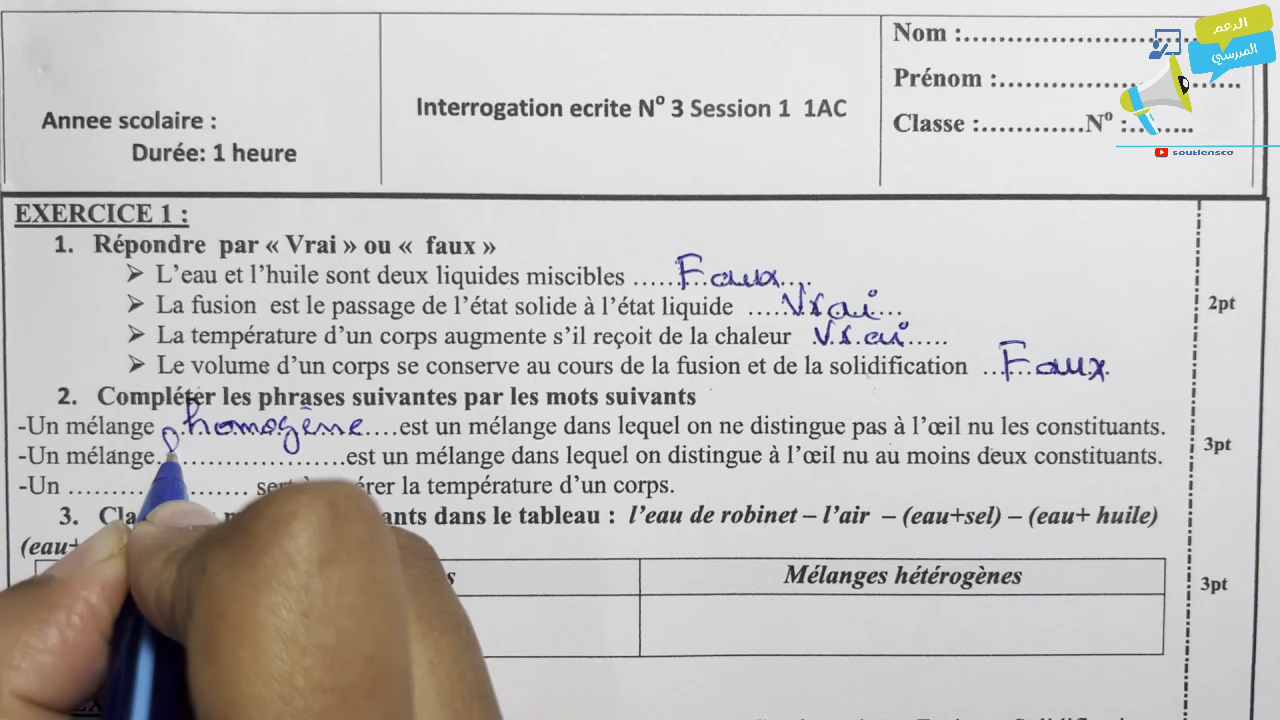 الدعم
المدرسي
soutiensco
Nom :..............................
Prénom :..............................
Classe :............Nº :........
Annee scolaire :
Durée: 1 heure
Interrogation ecrite Nº 3 Session 1 1AC
EXERCICE 1 :
1. Répondre par « Vrai » ou « faux »
➤ L'eau et l'huile sont deux liquides miscibles ......Faux....
➤ La fusion est le passage de l'état solide à l'état liquide .....Vrai....
➤ La température d'un corps augmente s'il reçoit de la chaleur Vrai.....
➤ Le volume d'un corps se conserve au cours de la fusion et de la solidification ...Faux.
2pt
2. Compléter les phrases suivantes par les mots suivants
-Un mélange homogène....est un mélange dans lequel on ne distingue pas à l'œil nu les constituants.
-Un mélange........................est un mélange dans lequel on distingue à l'œil nu au moins deux constituants.
3pt
-Un ........................ la température d'un corps.
3. dans le tableau : l'eau de robinet – l'air – (eau+sel) – (eau+ huile)
(eau+
Mélanges hétérogènes
3pt